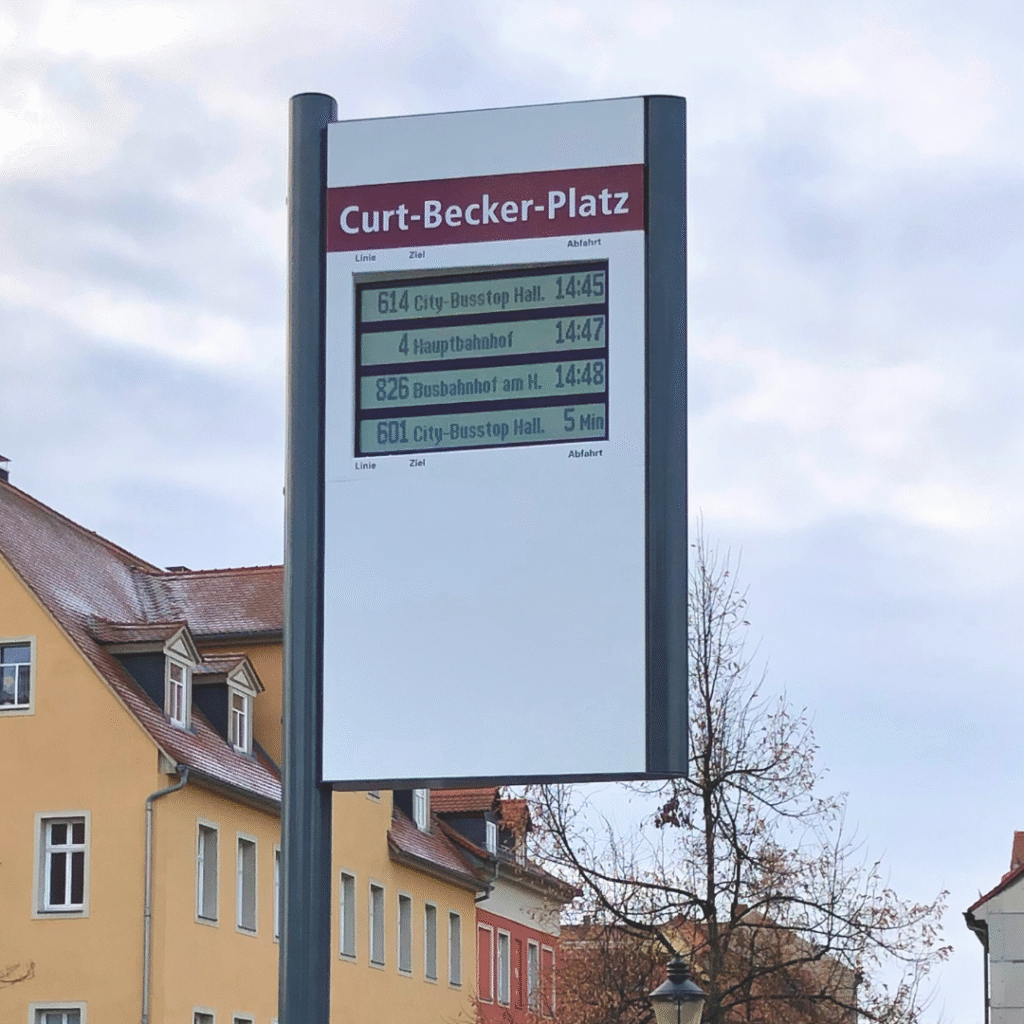 Curt-Becker-Platz
Linie Ziel Abfahrt
614 City-Busstop Hall. 14:45
4 Hauptbahnhof 14:47
826 Busbahnhof am H. 14:48
601 City-Busstop Hall. 5 Min
Linie Ziel Abfahrt